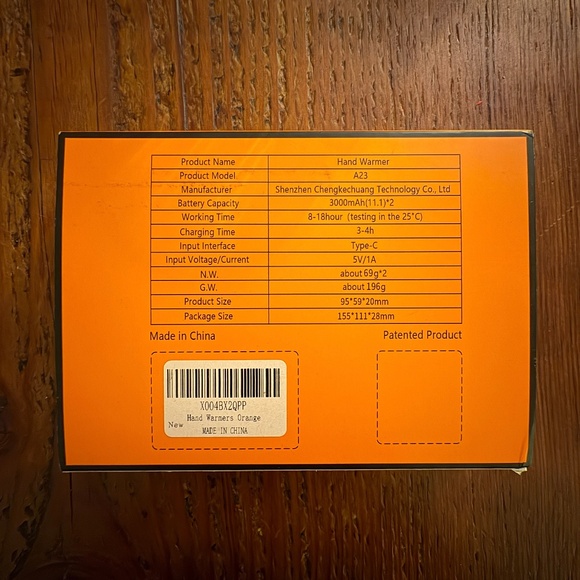 Product Name Hand Warmer
Product Model A23
Manufacturer Shenzhen Chengkechuang Technology Co., Ltd
Battery Capacity 3000mAh(11.1)*2
Working Time 8-18hour (testing in the 25°C)
Charging Time 3-4h
Input Interface Type-C
Input Voltage/Current 5V/1A
N.W. about 69g*2
G.W. about 196g
Product Size 95*59*20mm
Package Size 155*111*28mm
Made in China Patented Product
X004BX2QPP
Hand Warmers Orange
New
MADE IN CHINA